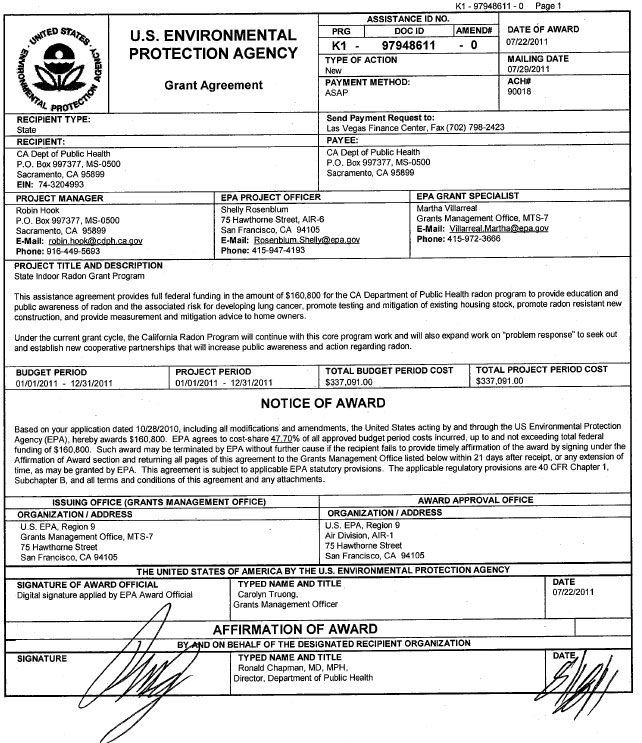 K1 - 97948611 - 0 Page 1
UNITED STATES
ENVIRONMENTAL PROTECTION AGENCY
U.S. ENVIRONMENTAL
PROTECTION AGENCY
Grant Agreement
ASSISTANCE ID NO.
PRG DOC ID AMEND#
K1 - 97948611 - 0
DATE OF AWARD
07/22/2011
TYPE OF ACTION
New
MAILING DATE
07/29/2011
PAYMENT METHOD:
ASAP
ACH#
90018
RECIPIENT TYPE:
State
Send Payment Request to:
Las Vegas Finance Center, Fax (702) 798-2423
RECIPIENT:
CA Dept of Public Health
P.O. Box 997377, MS-0500
Sacramento, CA 95899
EIN: 74-3204993
PAYEE:
CA Dept of Public Health
P.O. Box 997377, MS-0500
Sacramento, CA 95899
PROJECT MANAGER
Robin Hook
P.O. Box 997377, MS-0500
Sacramento, CA 95899
E-Mail: robin.hook@cdph.ca.gov
Phone: 916-449-5693
EPA PROJECT OFFICER
Shelly Rosenblum
75 Hawthorne Street, AIR-6
San Francisco, CA 94105
E-Mail: Rosenblum.Shelly@epa.gov
Phone: 415-947-4193
EPA GRANT SPECIALIST
Martha Villarreal
Grants Management Office, MTS-7
E-Mail: Villarreal.Martha@epa.gov
Phone: 415-972-3666
PROJECT TITLE AND DESCRIPTION
State Indoor Radon Grant Program
This assistance agreement provides full federal funding in the amount of $160,800 for the CA Department of Public Health radon program to provide education and
public awareness of radon and the associated risk for developing lung cancer, promote testing and mitigation of existing housing stock, promote radon resistant new
construction, and provide measurement and mitigation advice to home owners.
Under the current grant cycle, the California Radon Program will continue with this core program work and will also expand work on "problem response" to seek out
and establish new cooperative partnerships that will increase public awareness and action regarding radon.
BUDGET PERIOD
01/01/2011 - 12/31/2011
PROJECT PERIOD
01/01/2011 - 12/31/2011
TOTAL BUDGET PERIOD COST
$337,091.00
TOTAL PROJECT PERIOD COST
$337,091.00
NOTICE OF AWARD
Based on your application dated 10/28/2010, including all modifications and amendments, the United States acting by and through the US Environmental Protection
Agency (EPA), hereby awards $160,800. EPA agrees to cost-share 47.70% of all approved budget period costs incurred, up to and not exceeding total federal
funding of $160,800. Such award may be terminated by EPA without further cause if the recipient fails to provide timely affirmation of the award by signing under the
Affirmation of Award section and returning all pages of this agreement to the Grants Management Office listed below within 21 days after receipt, or any extension of
time, as may be granted by EPA. This agreement is subject to applicable EPA statutory provisions. The applicable regulatory provisions are 40 CFR Chapter 1,
Subchapter B, and all terms and conditions of this agreement and any attachments.
ISSUING OFFICE (GRANTS MANAGEMENT OFFICE)
ORGANIZATION / ADDRESS
U.S. EPA, Region 9
Grants Management Office, MTS-7
75 Hawthorne Street
San Francisco, CA 94105
AWARD APPROVAL OFFICE
ORGANIZATION / ADDRESS
U.S. EPA, Region 9
Air Division, AIR-1
75 Hawthorne Street
San Francisco, CA 94105
THE UNITED STATES OF AMERICA BY THE U.S. ENVIRONMENTAL PROTECTION AGENCY
SIGNATURE OF AWARD OFFICIAL
Digital signature applied by EPA Award Official
TYPED NAME AND TITLE
Carolyn Truong,
Grants Management Officer
DATE
07/22/2011
AFFIRMATION OF AWARD
BY AND ON BEHALF OF THE DESIGNATED RECIPIENT ORGANIZATION
SIGNATURE
TYPED NAME AND TITLE
Ronald Chapman, MD, MPH,
Director, Department of Public Health
DATE